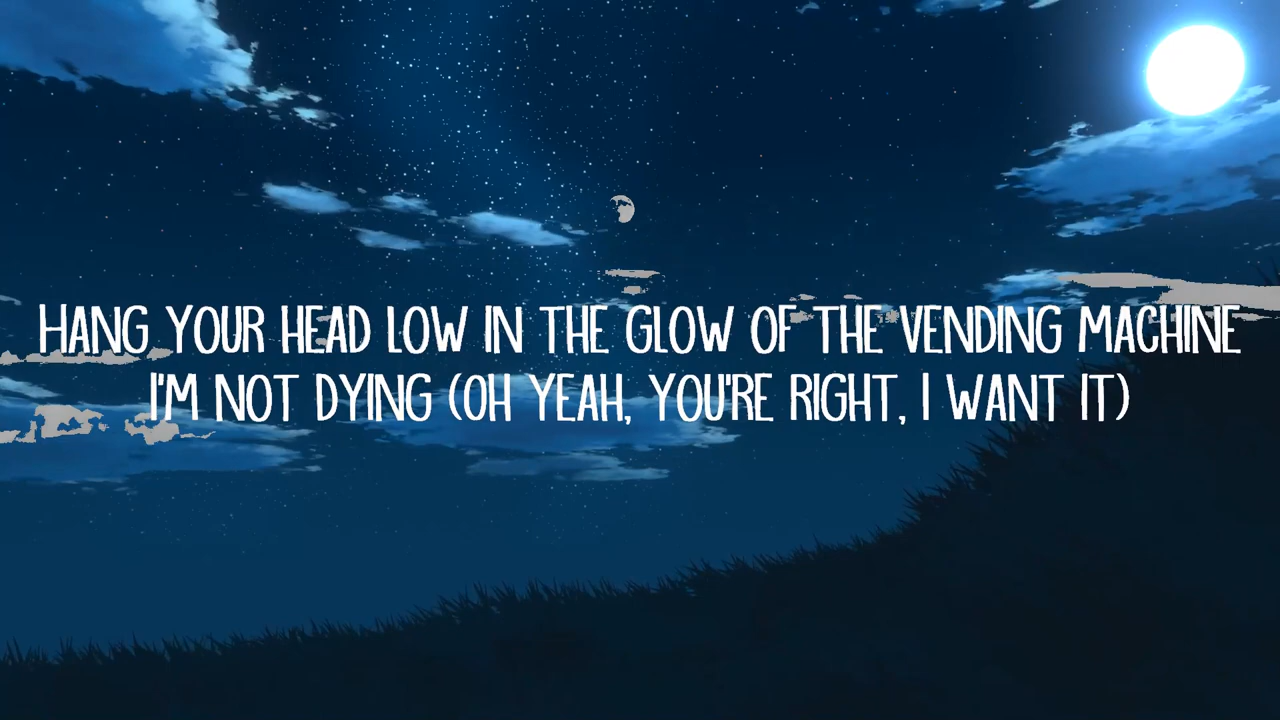 HANG YOUR HEAD LOW IN THE GLOW OF THE VENDING MACHINE
I'M NOT DYING (OH YEAH, YOU'RE RIGHT, I WANT IT)